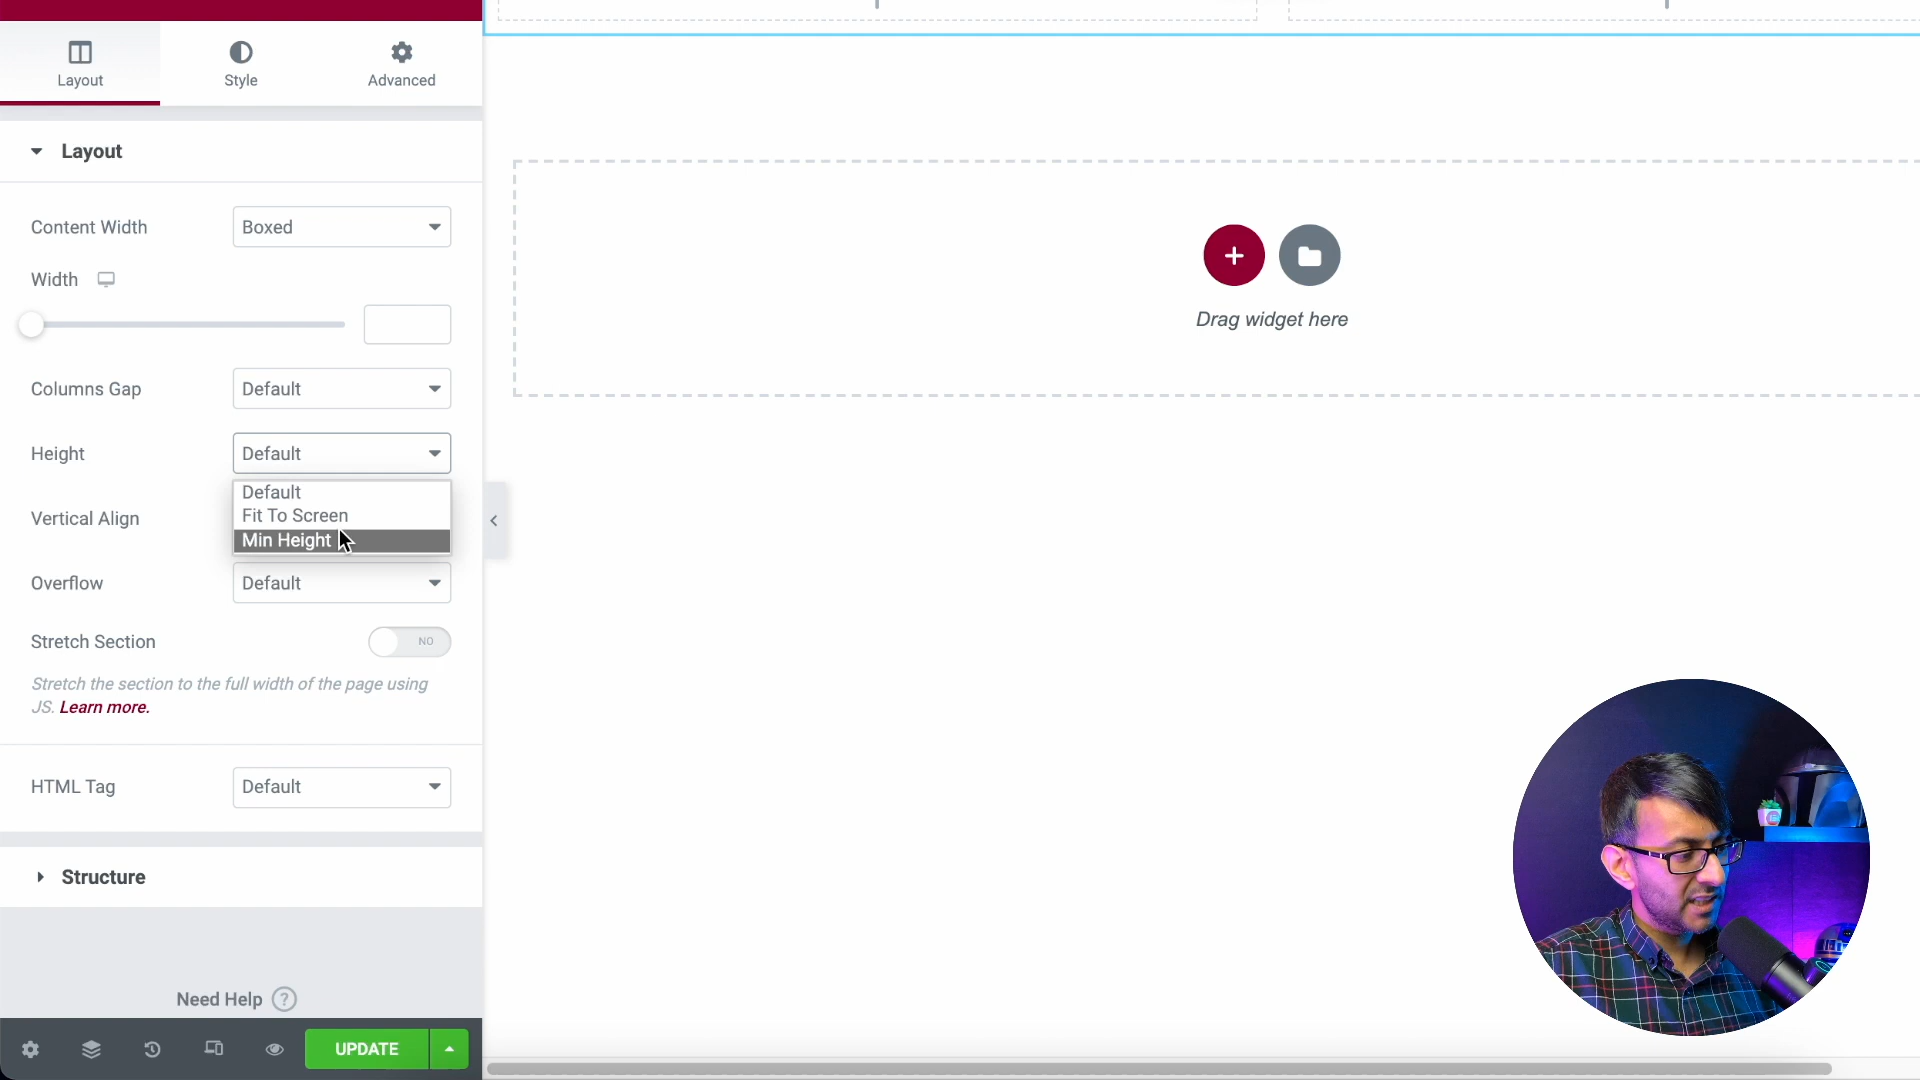 Layout
Style
Advanced
Layout
Content Width
Boxed
Width
Columns Gap
Default
Height
Default
Default
Fit To Screen
Min Height
Vertical Align
Overflow
Default
Stretch Section
NO
Stretch the section to the full width of the page using
JS. Learn more.
HTML Tag
Default
Structure
Need Help ?
UPDATE
Drag widget here